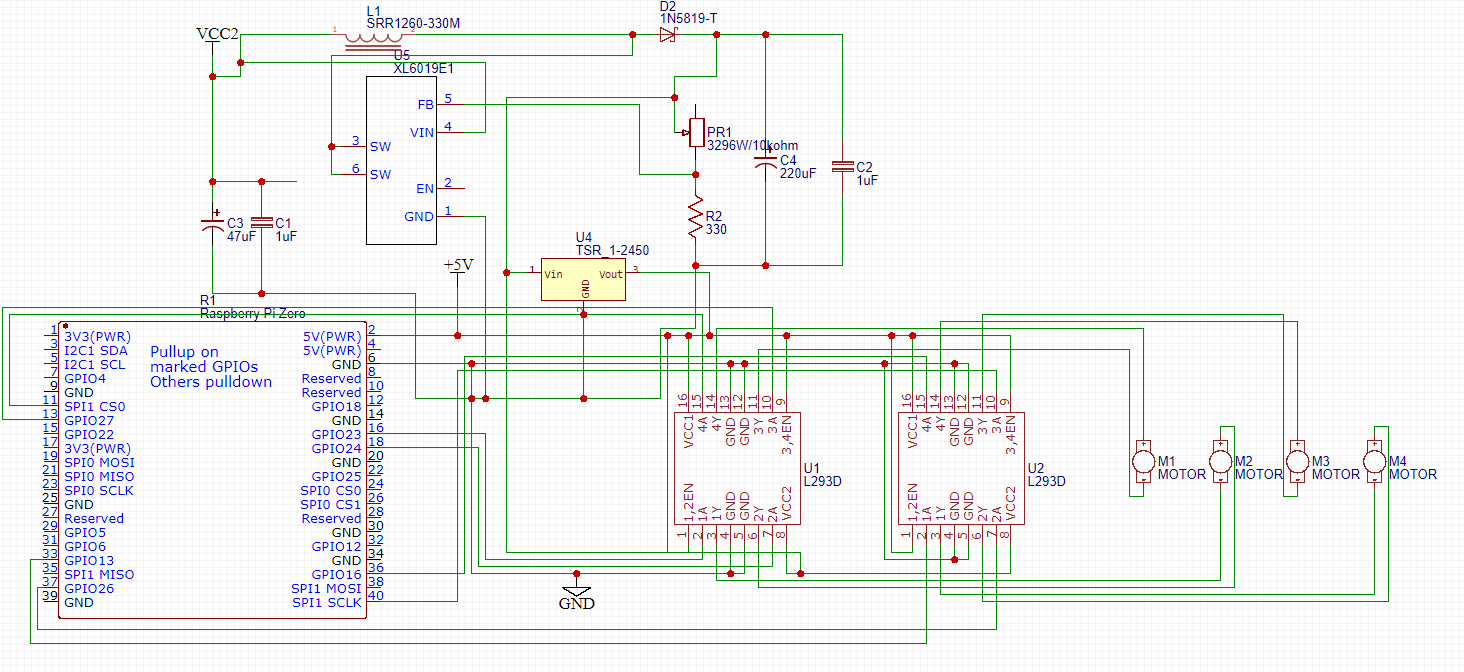 L1
SRR1260-330M
D2
1N5819-T
VCC2
1
2
U5
XL6019E1
FB 5
VIN 4
3 SW
6 SW
EN 2
GND 1
PR1
3296W/10kohm
C4
220uF
C2
1uF
R2
330
C3
47uF
C1
1uF
U4
TSR_1-2450
1 Vin
Vout 3
GND
2
+5V
R1
Raspberry Pi Zero
Pullup on
marked GPIOs
Others pulldown
1 3V3(PWR)
3 I2C1 SDA
5 I2C1 SCL
7 GPIO4
9 GND
11 SPI1 CS0
13 GPIO27
15 GPIO22
17 3V3(PWR)
19 SPI0 MOSI
21 SPI0 MISO
23 SPI0 SCLK
25 GND
27 Reserved
29 GPIO5
31 GPIO6
33 GPIO13
35 SPI1 MISO
37 GPIO26
39 GND
5V(PWR) 2
5V(PWR) 4
GND 6
Reserved 8
Reserved 10
GPIO18 12
GND 14
GPIO23 16
GPIO24 18
GND 20
GPIO25 22
SPI0 CS0 24
SPI0 CS1 26
Reserved 28
GND 30
GPIO12 32
GND 34
GPIO16 36
SPI1 MOSI 38
SPI1 SCLK 40
GND
16 15 14 13 12 11 10 9
VCC1 4A 4Y GND GND 3Y 3A 3,4EN
U1
L293D
1,2EN 1A 1Y GND GND 2Y 2A VCC2
1 2 3 4 5 6 7 8
16 15 14 13 12 11 10 9
VCC1 4A 4Y GND GND 3Y 3A 3,4EN
U2
L293D
1,2EN 1A 1Y GND GND 2Y 2A VCC2
1 2 3 4 5 6 7 8
M1
MOTOR
M2
MOTOR
M3
MOTOR
M4
MOTOR